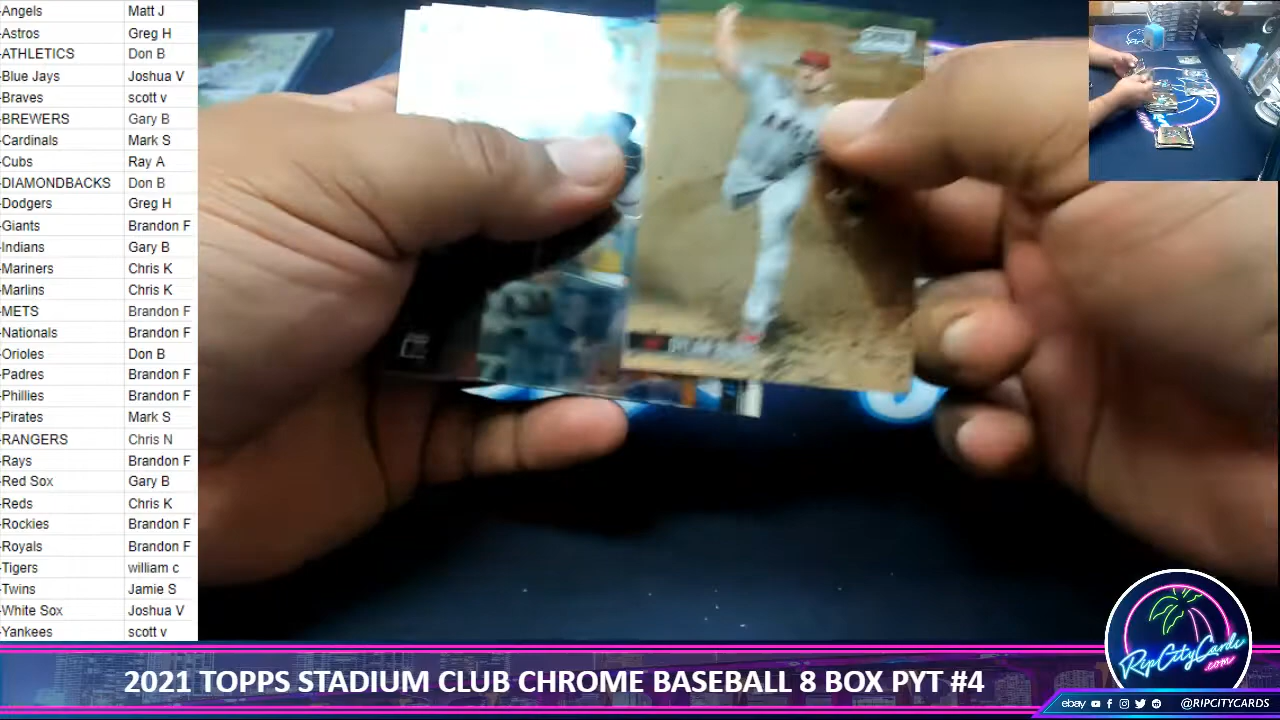 -Angels Matt J
-Astros Greg H
-ATHLETICS Don B
-Blue Jays Joshua V
-Braves scott v
-BREWERS Gary B
-Cardinals Mark S
-Cubs Ray A
-DIAMONDBACKS Don B
-Dodgers Greg H
-Giants Brandon F
-Indians Gary B
-Mariners Chris K
-Marlins Chris K
-METS Brandon F
-Nationals Brandon F
-Orioles Don B
-Padres Brandon F
-Phillies Brandon F
-Pirates Mark S
-RANGERS Chris N
-Rays Brandon F
-Red Sox Gary B
-Reds Chris K
-Rockies Brandon F
-Royals Brandon F
-Tigers william c
-Twins Jamie S
-White Sox Joshua V
-Yankees scott v
RipCityCards
.com
2021 TOPPS STADIUM CLUB CHROME BASEBALL 8 BOX PYT #4
ebay @RIPCITYCARDS